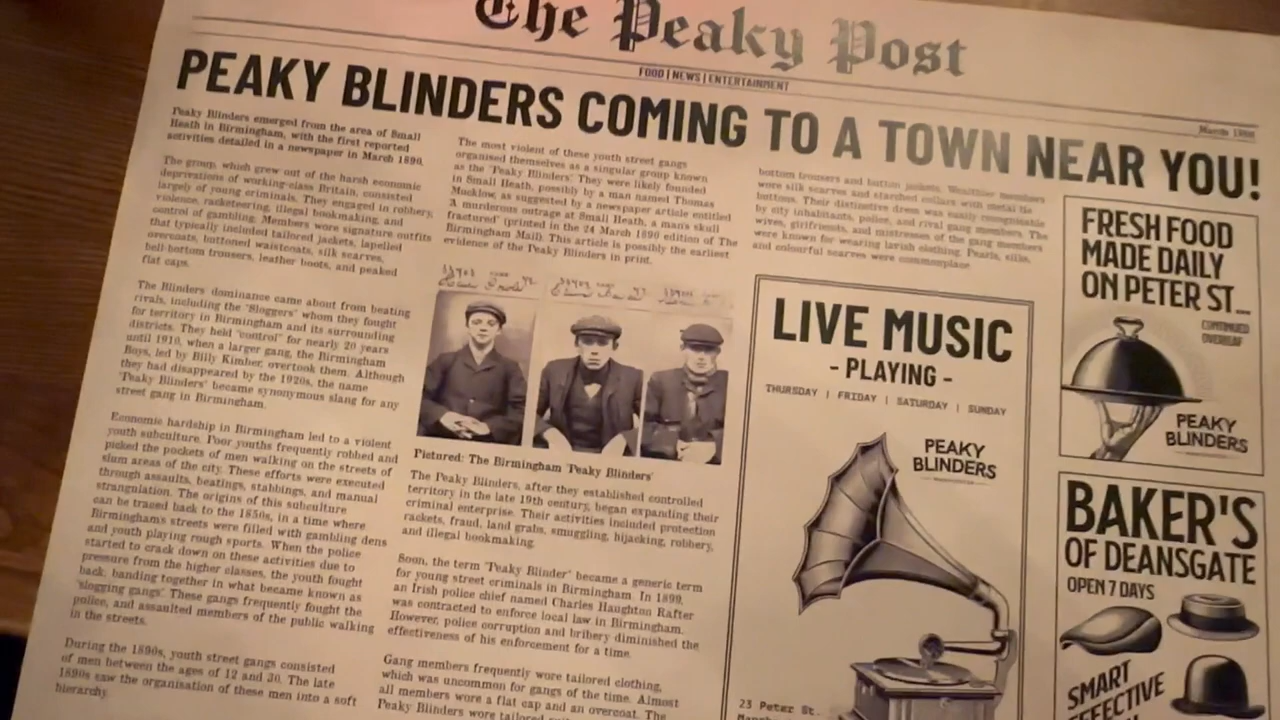 The Peaky Post
FOOD | NEWS | ENTERTAINMENT
March 1890
PEAKY BLINDERS COMING TO A TOWN NEAR YOU!
Peaky Blinders emerged from the area of Small
Heath in Birmingham, with the first reported
activities detailed in a newspaper in March 1890.
The group, which grew out of the harsh economic
deprivations of working-class Britain, consisted
largely of young criminals. They engaged in robbery,
violence, racketeering, illegal bookmaking, and
control of gambling. Members wore signature outfits
that typically included tailored jackets, lapelled
overcoats, buttoned waistcoats, silk scarves,
bell-bottom trousers, leather boots, and peaked
flat caps.
The Blinders' dominance came about from beating
rivals, including the "Sloggers" whom they fought
for territory in Birmingham and its surrounding
districts. They held "control" for nearly 20 years
until 1910, when a larger gang, the Birmingham
Boys, led by Billy Kimber, overtook them. Although
they had disappeared by the 1920s, the name
"Peaky Blinders" became synonymous slang for any
street gang in Birmingham.
Economic hardship in Birmingham led to a violent
youth subculture. Poor youths frequently robbed and
picked the pockets of men walking on the streets of
slum areas of the city. These efforts were executed
through assaults, beatings, stabbings, and manual
strangulation. The origins of this subculture
can be traced back to the 1850s, in a time where
Birmingham's streets were filled with gambling dens
and youth playing rough sports. When the police
started to crack down on these activities due to
pressure from the higher classes, the youth fought
back, banding together in what became known as
"slogging gangs". These gangs frequently fought the
police, and assaulted members of the public walking
in the streets.
During the 1890s, youth street gangs consisted
of men between the ages of 12 and 30. The late
1890s saw the organisation of these men into a soft
hierarchy.
The most violent of these youth street gangs
organised themselves as a singular group known
as the 'Peaky Blinders'. They were likely founded
in Small Heath, possibly by a man named Thomas
Mucklow, as suggested by a newspaper article entitled
'A murderous outrage at Small Heath, a man's skull
fractured' (printed in the 24 March 1890 edition of The
Birmingham Mail). This article is possibly the earliest
evidence of the Peaky Blinders in print.
Pictured: The Birmingham 'Peaky Blinders'
The Peaky Blinders, after they established controlled
territory in the late 19th century, began expanding their
criminal enterprise. Their activities included protection
rackets, fraud, land grabs, smuggling, hijacking, robbery,
and illegal bookmaking.
Soon, the term "Peaky Blinder" became a generic term
for young street criminals in Birmingham. In 1899,
an Irish police chief named Charles Haughton Rafter
was contracted to enforce local law in Birmingham.
However, police corruption and bribery diminished the
effectiveness of his enforcement for a time.
Gang members frequently wore tailored clothing,
which was uncommon for gangs of the time. Almost
all members wore a flat cap and an overcoat. The
Peaky Blinders wore tailored
bottom trousers and button jackets. Wealthier members
wore silk scarves and starched collars with metal tie
buttons. Their distinctive dress was easily recognisable
by city inhabitants, police, and rival gang members. The
wives, girlfriends, and mistresses of the gang members
were known for wearing lavish clothing. Pearls, silks,
and colourful scarves were commonplace.
LIVE MUSIC
- PLAYING -
THURSDAY | FRIDAY | SATURDAY | SUNDAY
PEAKY
BLINDERS
23 Peter St.
FRESH FOOD
MADE DAILY
ON PETER ST...
CONTINUED
OVERLEAF
PEAKY
BLINDERS
BAKER'S
OF DEANSGATE
OPEN 7 DAYS
SMART
EFFECTIVE